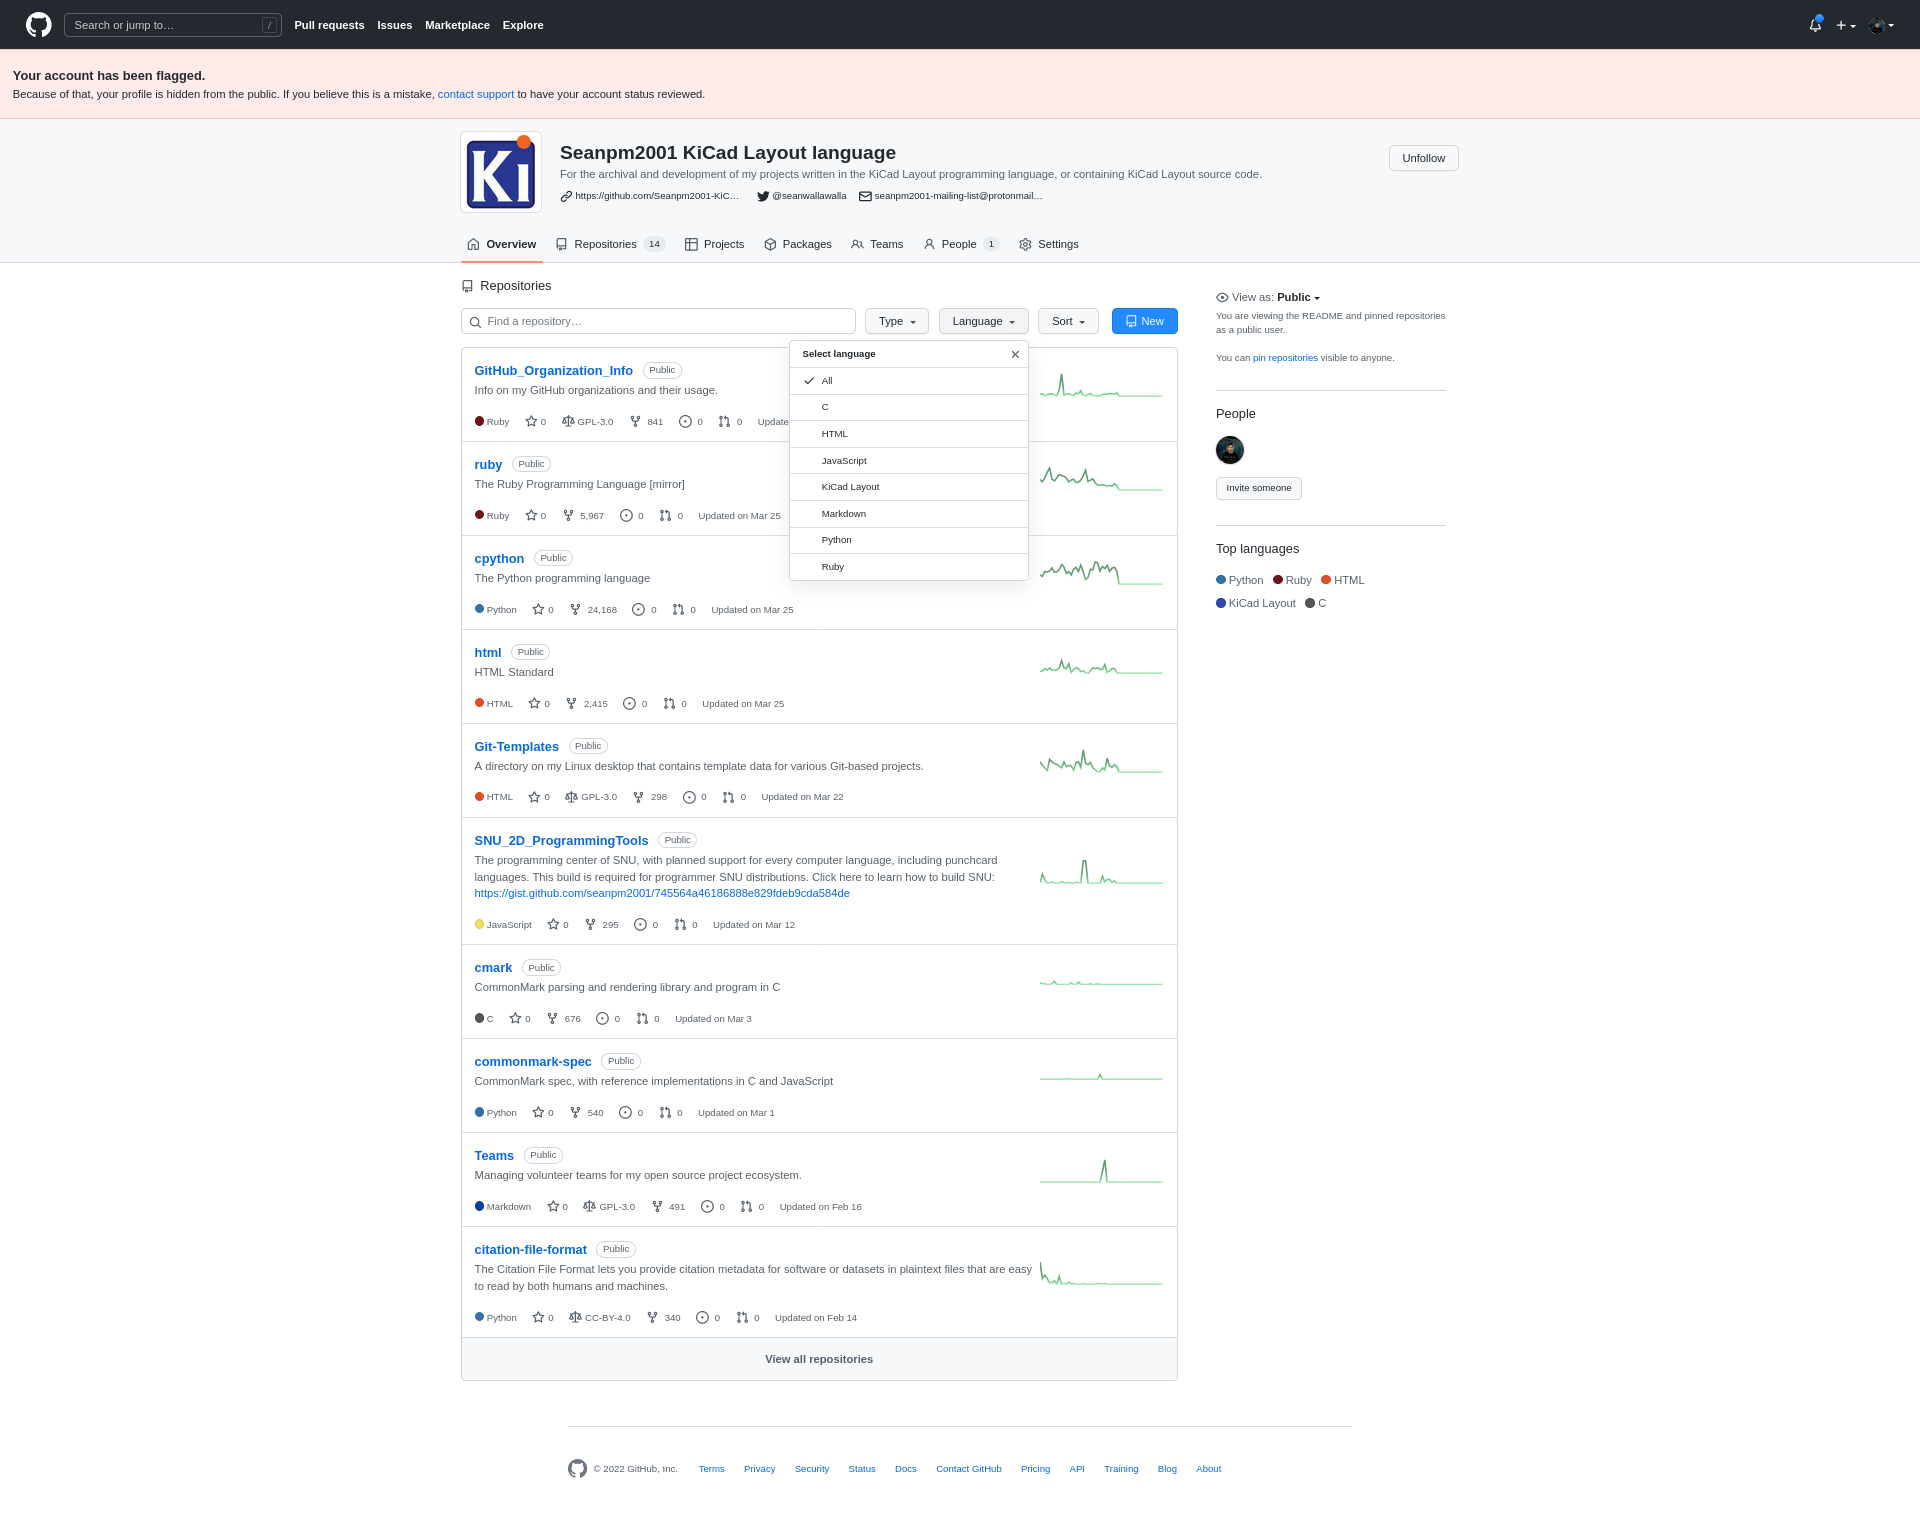 Search or jump to…
/
Pull requests Issues Marketplace Explore
Your account has been flagged.
Because of that, your profile is hidden from the public. If you believe this is a mistake, contact support to have your account status reviewed.
Ki
Seanpm2001 KiCad Layout language
Unfollow
For the archival and development of my projects written in the KiCad Layout programming language, or containing KiCad Layout source code.
https://github.com/Seanpm2001-KiC… @seanwallawalla seanpm2001-mailing-list@protonmail…
Overview Repositories 14 Projects Packages Teams People 1 Settings
Repositories
Find a repository…
Type Language Sort New
Select language
All
C
HTML
JavaScript
KiCad Layout
Markdown
Python
Ruby
GitHub_Organization_Info Public
Info on my GitHub organizations and their usage.
Ruby 0 GPL-3.0 841 0 0 Update
ruby Public
The Ruby Programming Language [mirror]
Ruby 0 5,967 0 0 Updated on Mar 25
cpython Public
The Python programming language
Python 0 24,168 0 0 Updated on Mar 25
html Public
HTML Standard
HTML 0 2,415 0 0 Updated on Mar 25
Git-Templates Public
A directory on my Linux desktop that contains template data for various Git-based projects.
HTML 0 GPL-3.0 298 0 0 Updated on Mar 22
SNU_2D_ProgrammingTools Public
The programming center of SNU, with planned support for every computer language, including punchcard
languages. This build is required for programmer SNU distributions. Click here to learn how to build SNU:
https://gist.github.com/seanpm2001/745564a46186888e829fdeb9cda584de
JavaScript 0 295 0 0 Updated on Mar 12
cmark Public
CommonMark parsing and rendering library and program in C
C 0 676 0 0 Updated on Mar 3
commonmark-spec Public
CommonMark spec, with reference implementations in C and JavaScript
Python 0 540 0 0 Updated on Mar 1
Teams Public
Managing volunteer teams for my open source project ecosystem.
Markdown 0 GPL-3.0 491 0 0 Updated on Feb 16
citation-file-format Public
The Citation File Format lets you provide citation metadata for software or datasets in plaintext files that are easy
to read by both humans and machines.
Python 0 CC-BY-4.0 340 0 0 Updated on Feb 14
View all repositories
View as: Public
You are viewing the README and pinned repositories
as a public user.
You can pin repositories visible to anyone.
People
Invite someone
Top languages
Python Ruby HTML
KiCad Layout C
© 2022 GitHub, Inc. Terms Privacy Security Status Docs Contact GitHub Pricing API Training Blog About